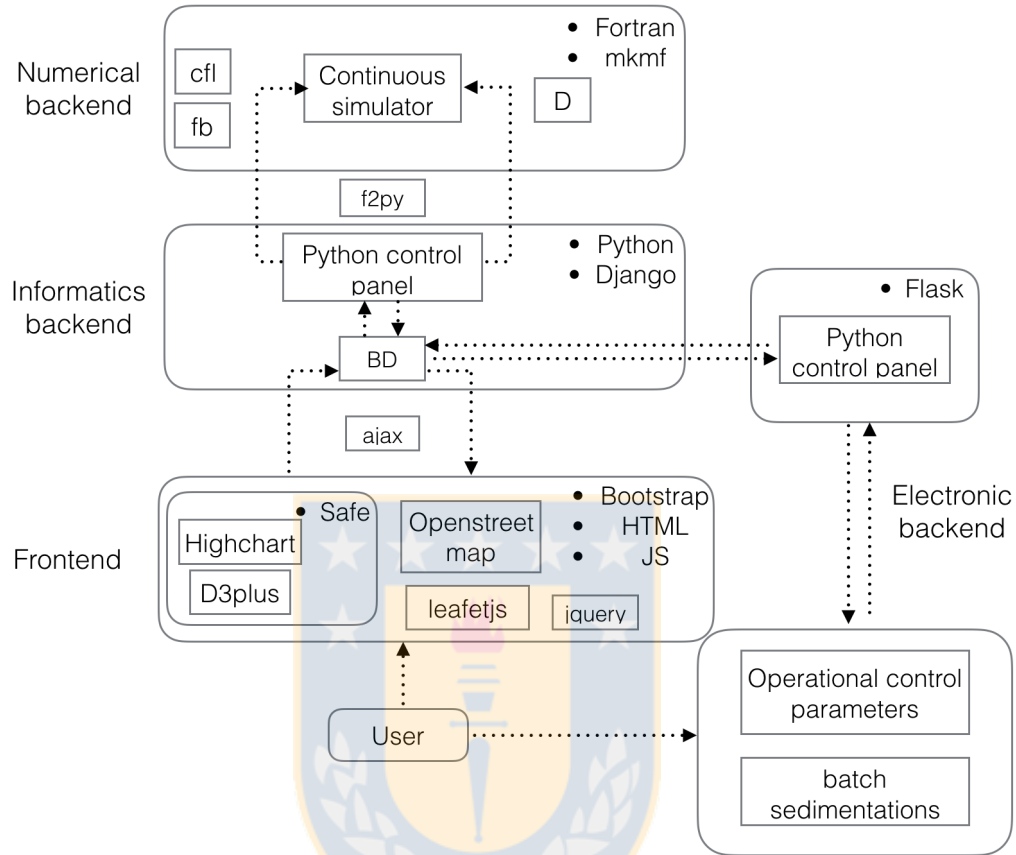 Numerical
backend
cfl
fb
Continuous
simulator
• Fortran
• mkmf
D
f2py
Informatics
backend
Python control
panel
• Python
• Django
BD
• Flask
Python
control panel
ajax
Electronic
backend
Frontend
• Safe
Highchart
D3plus
Openstreet
map
• Bootstrap
• HTML
• JS
leafetjs
jquery
User
Operational control
parameters
batch
sedimentations